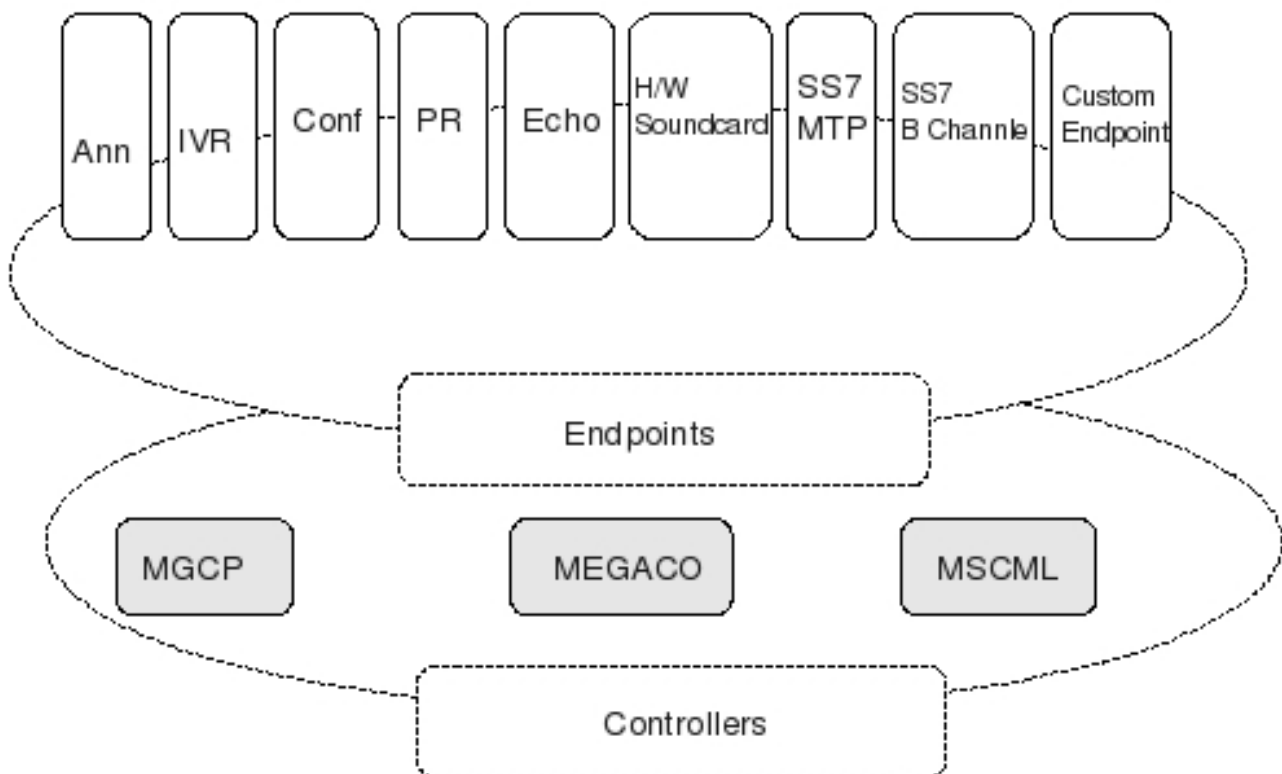 Ann
IVR
Conf
PR
Echo
H/W
Soundcard
SS7
MTP
SS7
B Channle
Custom
Endpoint
Endpoints
MGCP
MEGACO
MSCML
Controllers